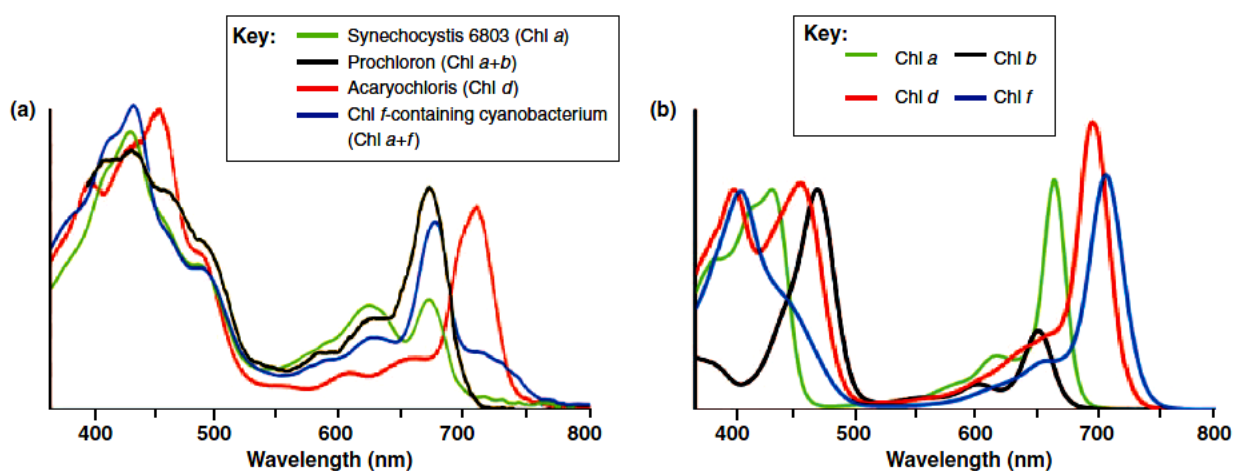 Key:
Synechocystis 6803 (Chl a)
Prochloron (Chl a+b)
Acaryochloris (Chl d)
Chl f-containing cyanobacterium
(Chl a+f)
(a)
400 500 600 700 800
Wavelength (nm)
Key:
Chl a Chl b
Chl d Chl f
(b)
400 500 600 700 800
Wavelength (nm)